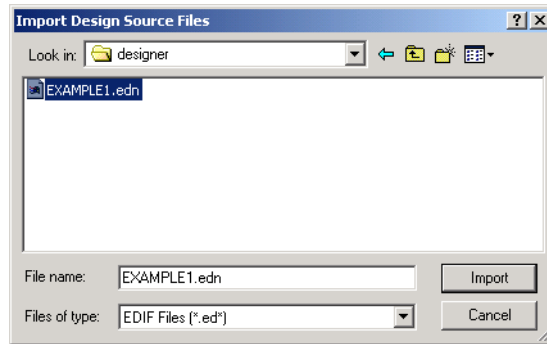 Import Design Source Files
Look in: designer
EXAMPLE1.edn
File name: EXAMPLE1.edn Import
Files of type: EDIF Files (*.ed*) Cancel